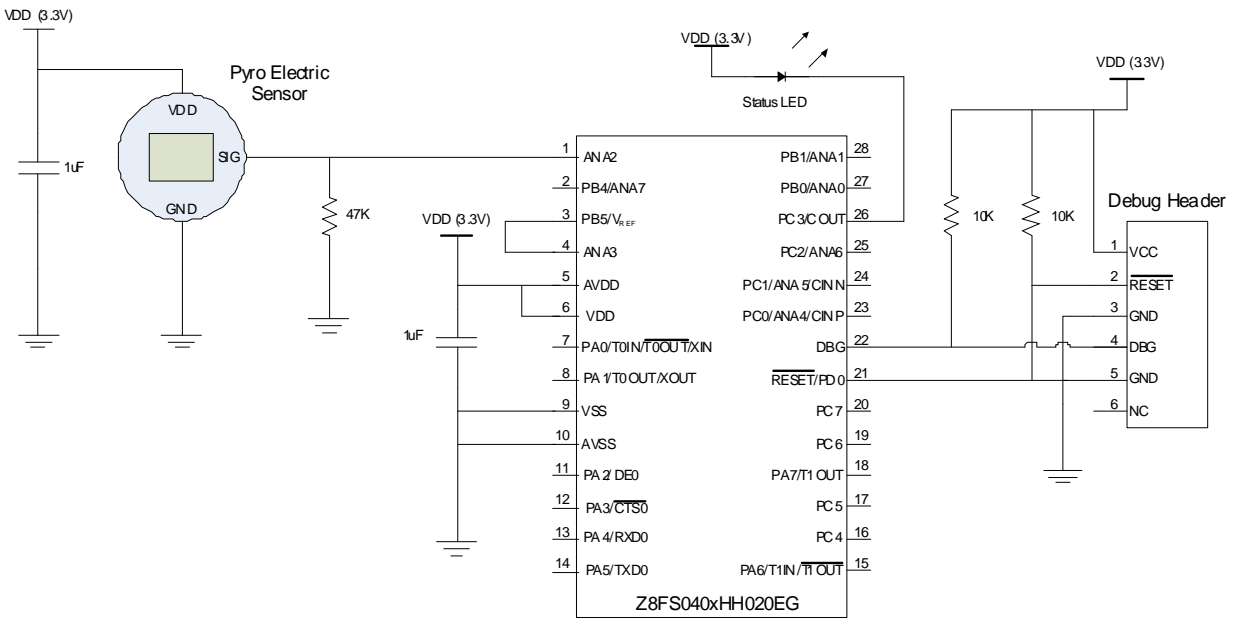 VDD (3.3V)
Pyro Electric
Sensor
VDD
SIG
GND
1uF
47K
VDD (3.3V)
1uF
VDD (3.3V)
Status LED
VDD (3.3V)
10K
10K
Debug Header
1 VCC
2 RESET
3 GND
4 DBG
5 GND
6 NC
1 ANA2
2 PB4/ANA7
3 PB5/VREF
4 ANA3
5 AVDD
6 VDD
7 PA0/T0IN/T0OUT/XIN
8 PA1/T0OUT/XOUT
9 VSS
10 AVSS
11 PA2/DE0
12 PA3/CTS0
13 PA4/RXD0
14 PA5/TXD0
PB1/ANA1 28
PB0/ANA0 27
PC3/COUT 26
PC2/ANA6 25
PC1/ANA5/CINN 24
PC0/ANA4/CINP 23
DBG 22
RESET/PD0 21
PC7 20
PC6 19
PA7/T1OUT 18
PC5 17
PC4 16
PA6/T1IN/T1OUT 15
Z8FS040xHH020EG